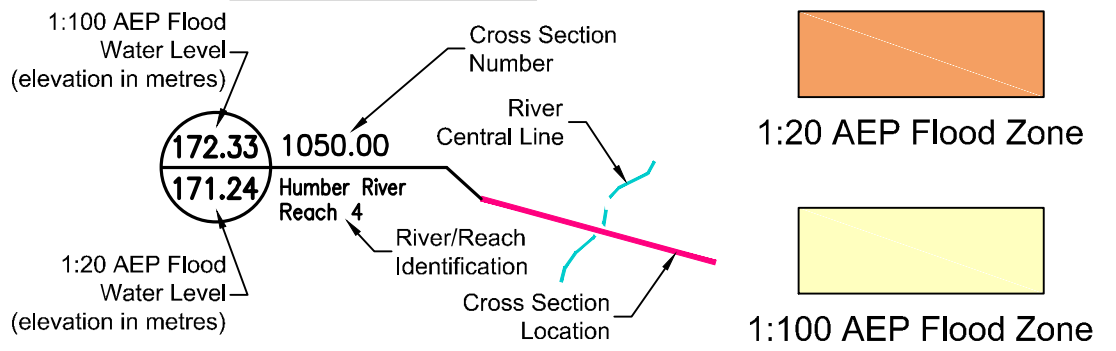 1:100 AEP Flood
Water Level
(elevation in metres)
Cross Section
Number
River
Central Line
172.33
1050.00
171.24
Humber River
Reach 4
River/Reach
Identification
1:20 AEP Flood
Water Level
(elevation in metres)
Cross Section
Location
1:20 AEP Flood Zone
1:100 AEP Flood Zone